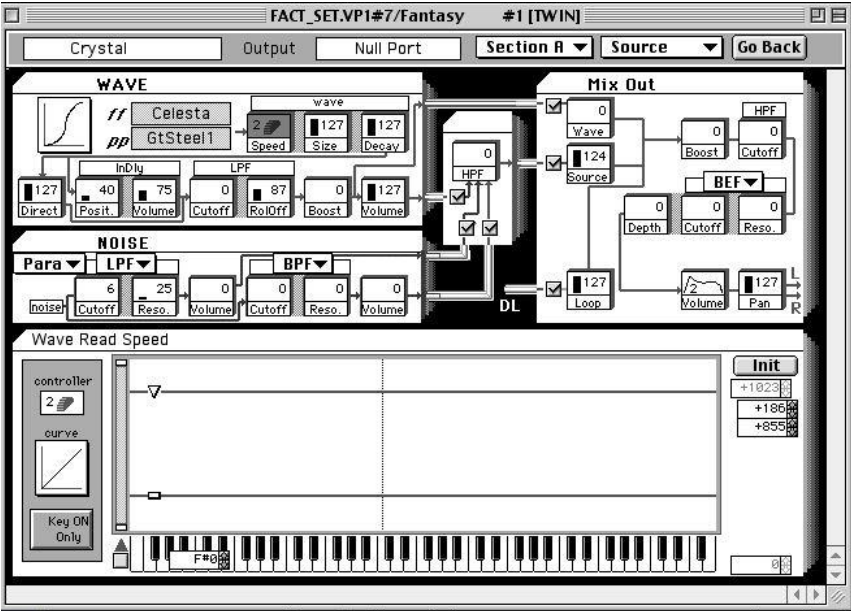 FACT_SET.VP1#7/Fantasy #1 [TWIN]
Crystal Output Null Port Section A Source Go Back
WAVE
ff Celesta
pp GtSteel1
wave
2 127 127
Speed Size Decay
InDly LPF
127 40 75 0 87 0 127
Direct Posit. Volume Cutoff RolOff Boost Volume
0
HPF
Mix Out
0
Wave
124
Source
HPF
0 0
Boost Cutoff
BEF
0 0 0
Depth Cutoff Reso.
DL
127
Loop
2
Volume
127
Pan
L
R
NOISE
Para LPF BPF
noise
6 25 0 0 0 0
Cutoff Reso. Volume Cutoff Reso. Volume
Wave Read Speed
controller
2
curve
Key ON
Only
Init
+1023
+186
+855
F#0
0